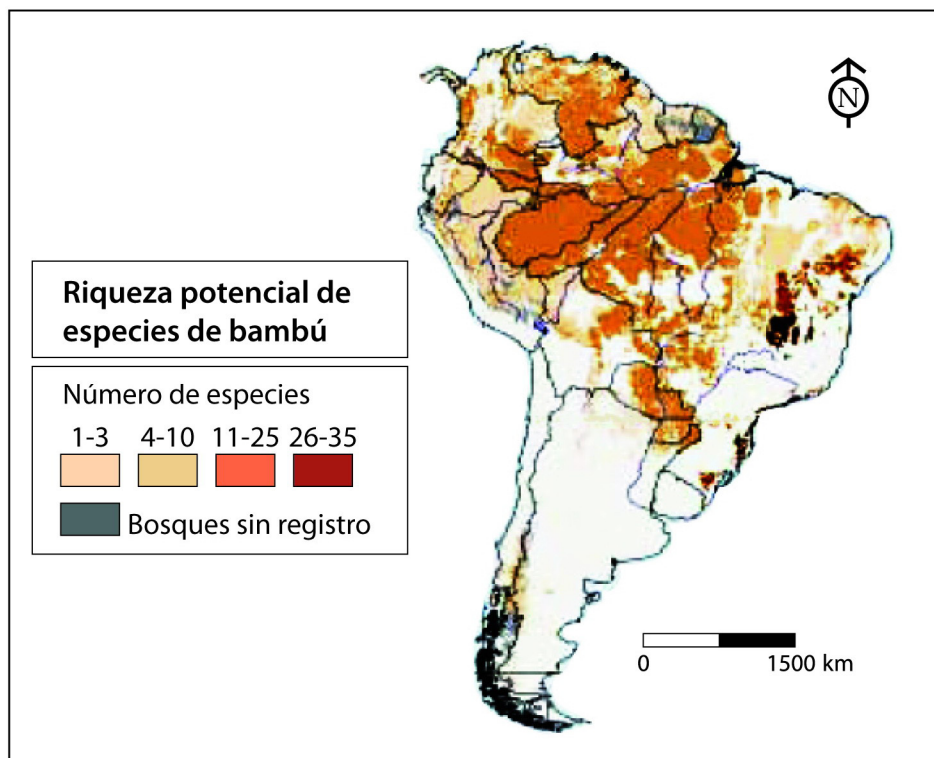 N
Riqueza potencial de
especies de bambú
Número de especies
1-3 4-10 11-25 26-35
Bosques sin registro
0 1500 km